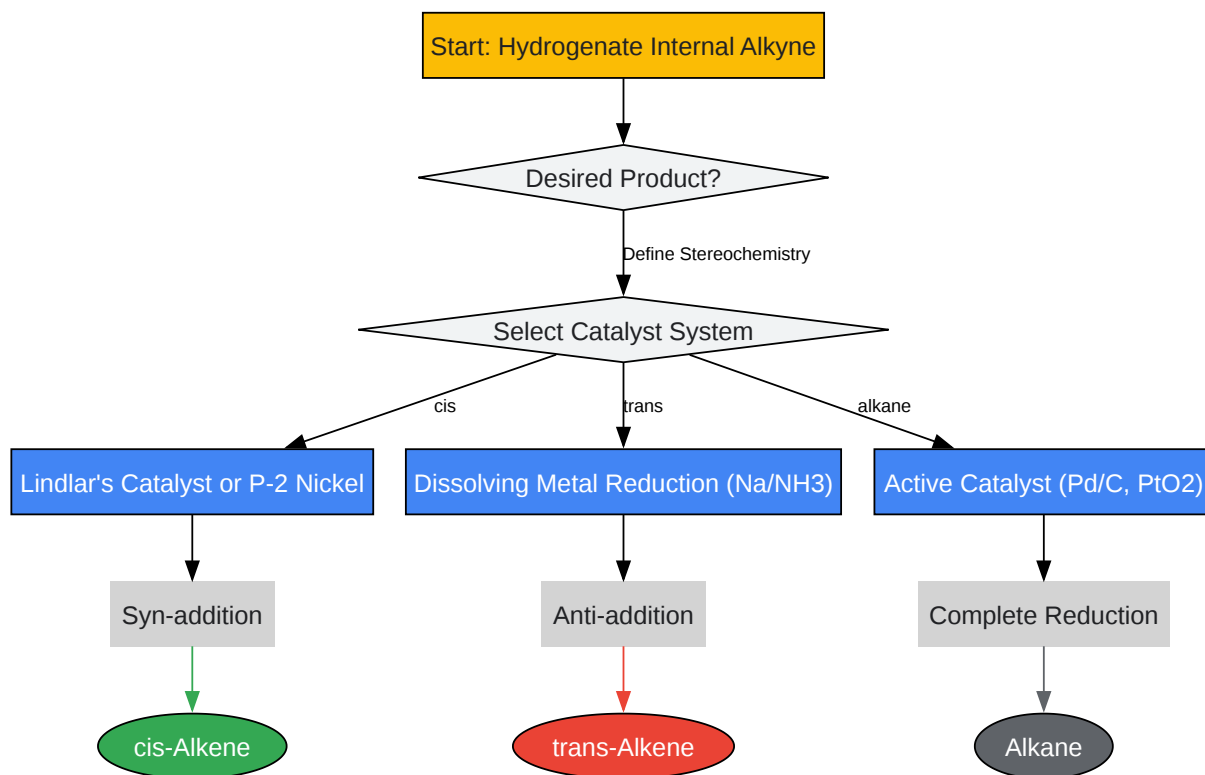 Start: Hydrogenate Internal Alkyne
Desired Product?
Define Stereochemistry
Select Catalyst System
cis
trans
alkane
Lindlar's Catalyst or P-2 Nickel
Dissolving Metal Reduction (Na/NH3)
Active Catalyst (Pd/C, PtO2)
Syn-addition
Anti-addition
Complete Reduction
cis-Alkene
trans-Alkene
Alkane